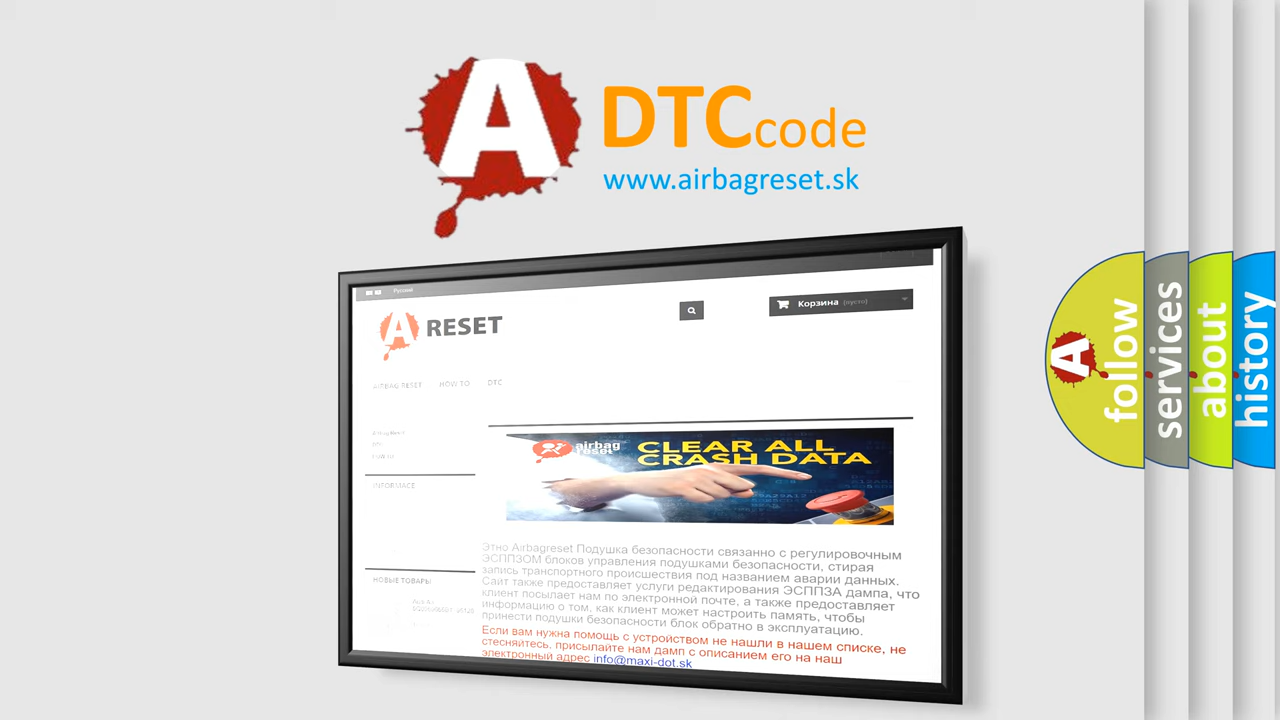 A DTC code
www.airbagreset.sk
Русский
Корзина (пусто)
A RESET
AIRBAG RESET HOW TO DTC
Airbag Reset
DTC
INFORMACE
airbag reset
CLEAR ALL
CRASH DATA
НОВЫЕ ТОВАРЫ
Этно Airbagreset Подушка безопасности связанно с регулировочным
ЭСППЗОМ блоков управления подушками безопасности, стирая
запись транспортного происшествия под названием аварии данных.
Сайт также предоставляет услуги редактирования ЭСППЗА дампа, что
клиент посылает нам по электронной почте, а также предоставляет
информацию о том, как клиент может настроить память, чтобы
принести подушки безопасности блок обратно в эксплуатацию.
Если вам нужна помощь с устройством не нашли в нашем списке, не
стесняйтесь, присылайте нам дамп с описанием его на наш
электронный адрес info@maxi-dot.sk
A follow
services
about
history